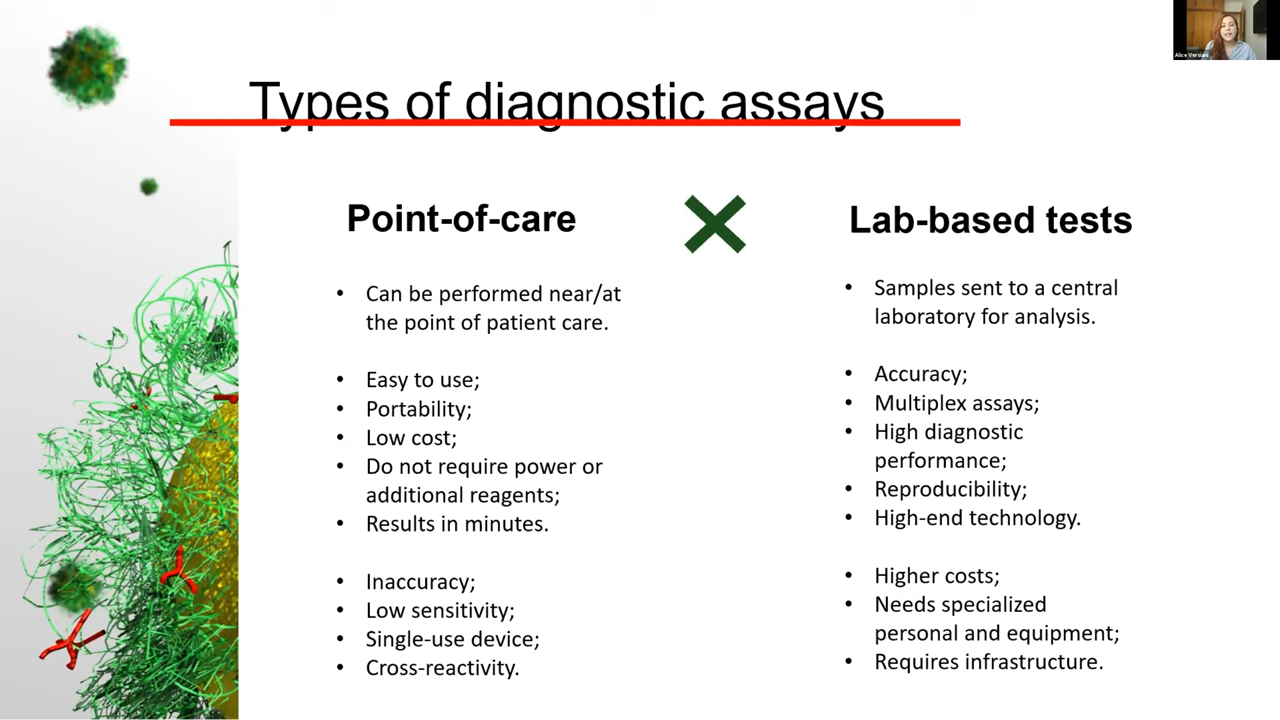 Alice Versiani
Types of diagnostic assays
Point-of-care
• Can be performed near/at
the point of patient care.
• Easy to use;
• Portability;
• Low cost;
• Do not require power or
additional reagents;
• Results in minutes.
• Inaccuracy;
• Low sensitivity;
• Single-use device;
• Cross-reactivity.
Lab-based tests
• Samples sent to a central
laboratory for analysis.
• Accuracy;
• Multiplex assays;
• High diagnostic
performance;
• Reproducibility;
• High-end technology.
• Higher costs;
• Needs specialized
personal and equipment;
• Requires infrastructure.